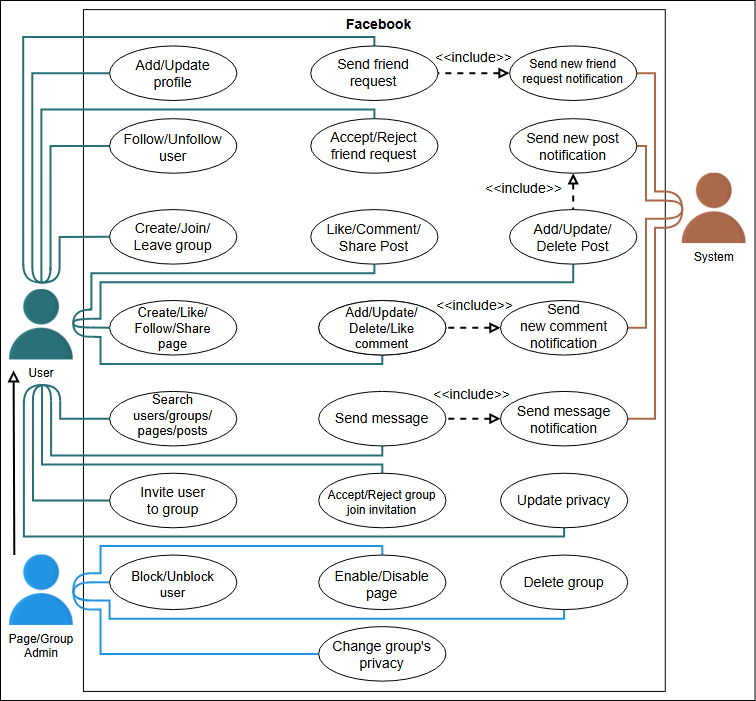 Facebook
Add/Update
profile
Send friend
request
<<include>>
Send new friend
request notification
Follow/Unfollow
user
Accept/Reject
friend request
Send new post
notification
<<include>>
Create/Join/
Leave group
Like/Comment/
Share Post
Add/Update/
Delete Post
System
Create/Like/
Follow/Share
page
Add/Update/
Delete/Like
comment
<<include>>
Send
new comment
notification
User
Search
users/groups/
pages/posts
Send message
<<include>>
Send message
notification
Invite user
to group
Accept/Reject group
join invitation
Update privacy
Block/Unblock
user
Enable/Disable
page
Delete group
Page/Group
Admin
Change group's
privacy